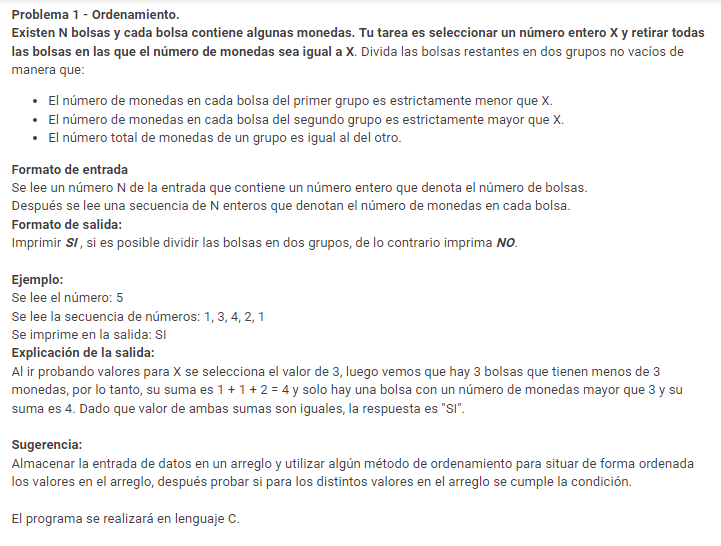 Problema 1 - Ordenamiento.
Existen N bolsas y cada bolsa contiene algunas monedas. Tu tarea es seleccionar un número entero X y retirar todas
las bolsas en las que el número de monedas sea igual a X. Divida las bolsas restantes en dos grupos no vacíos de
manera que:
• El número de monedas en cada bolsa del primer grupo es estrictamente menor que X.
• El número de monedas en cada bolsa del segundo grupo es estrictamente mayor que X.
• El número total de monedas de un grupo es igual al del otro.
Formato de entrada
Se lee un número N de la entrada que contiene un número entero que denota el número de bolsas.
Después se lee una secuencia de N enteros que denotan el número de monedas en cada bolsa.
Formato de salida:
Imprimir SI , si es posible dividir las bolsas en dos grupos, de lo contrario imprima NO.
Ejemplo:
Se lee el número: 5
Se lee la secuencia de números: 1, 3, 4, 2, 1
Se imprime en la salida: SI
Explicación de la salida:
Al ir probando valores para X se selecciona el valor de 3, luego vemos que hay 3 bolsas que tienen menos de 3
monedas, por lo tanto, su suma es 1 + 1 + 2 = 4 y solo hay una bolsa con un número de monedas mayor que 3 y su
suma es 4. Dado que valor de ambas sumas son iguales, la respuesta es "SI".
Sugerencia:
Almacenar la entrada de datos en un arreglo y utilizar algún método de ordenamiento para situar de forma ordenada
los valores en el arreglo, después probar si para los distintos valores en el arreglo se cumple la condición.
El programa se realizará en lenguaje C.